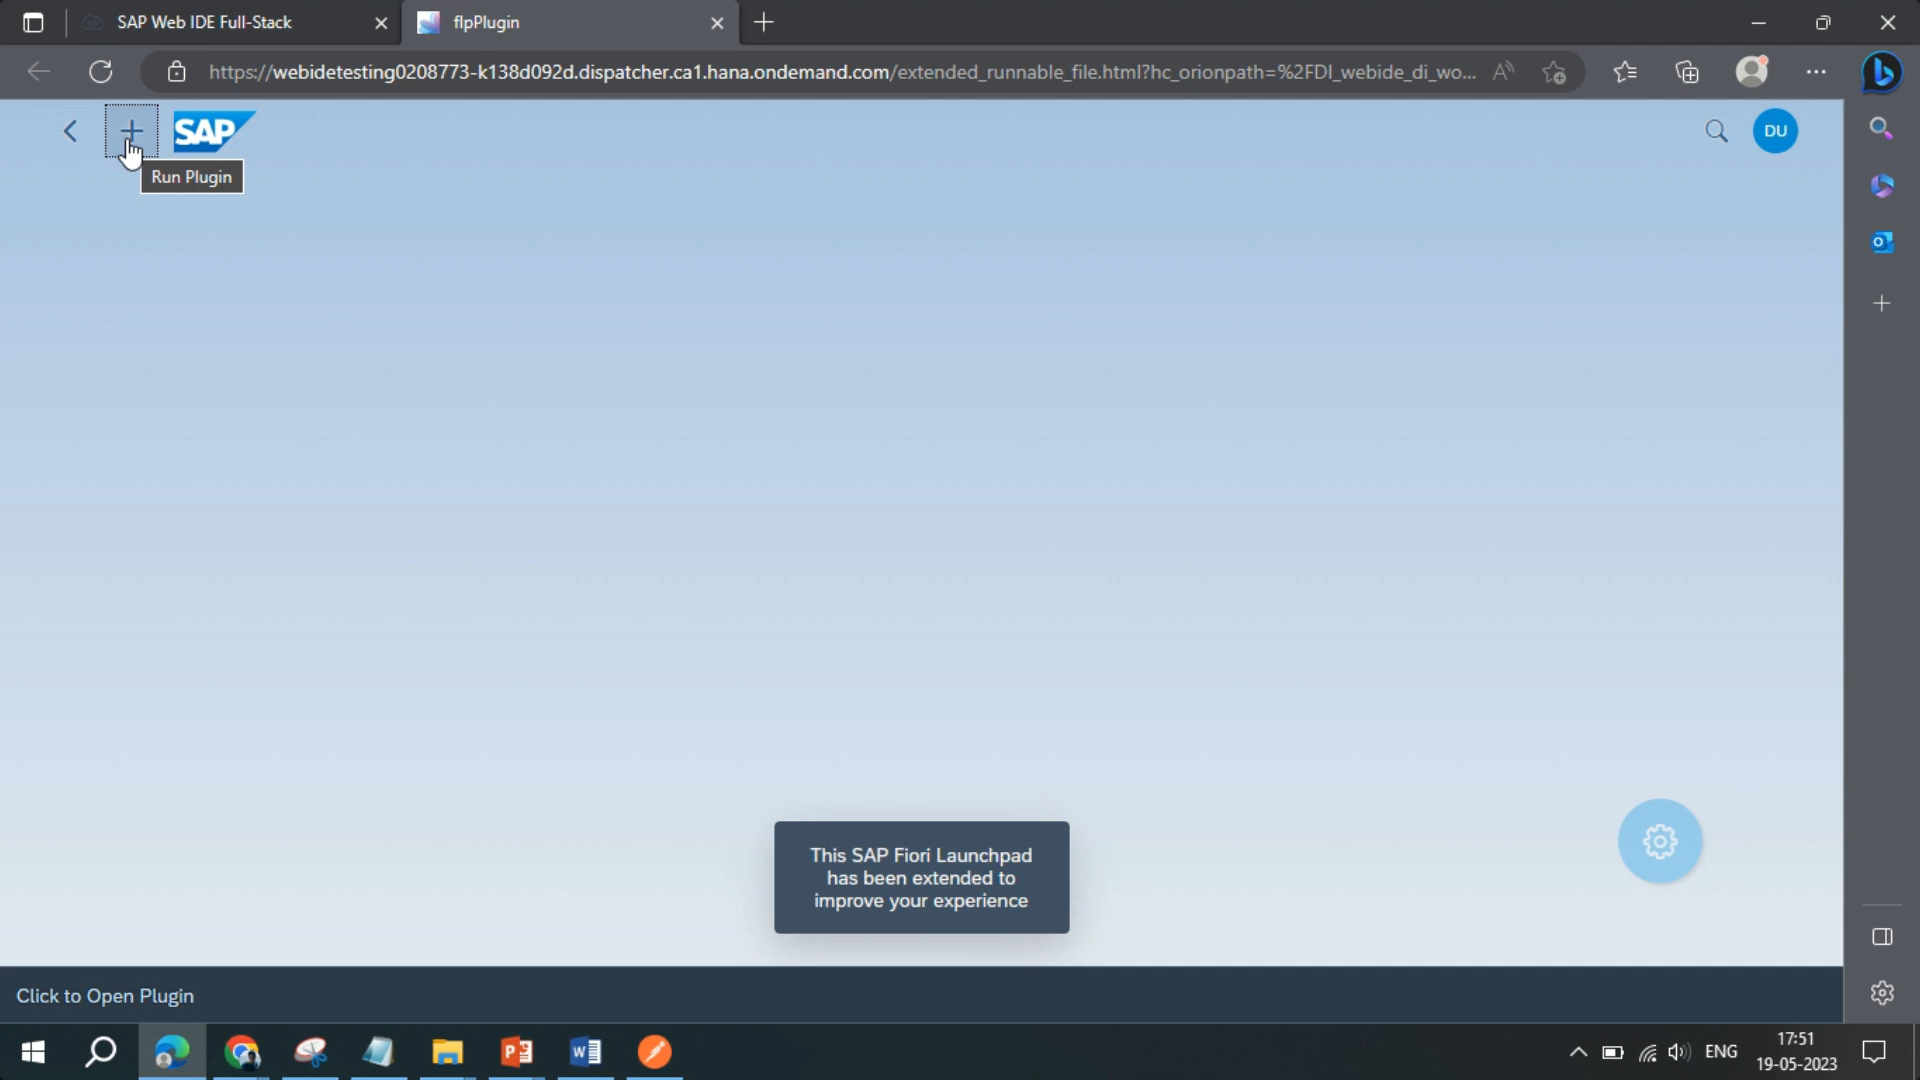 SAP Web IDE Full-Stack
flpPlugin
https://webidetesting0208773-k138d092d.dispatcher.ca1.hana.ondemand.com/extended_runnable_file.html?hc_orionpath=%2FDI_webide_di_wo...
SAP
DU
Run Plugin
This SAP Fiori Launchpad
has been extended to
improve your experience
Click to Open Plugin
ENG
17:51
19-05-2023